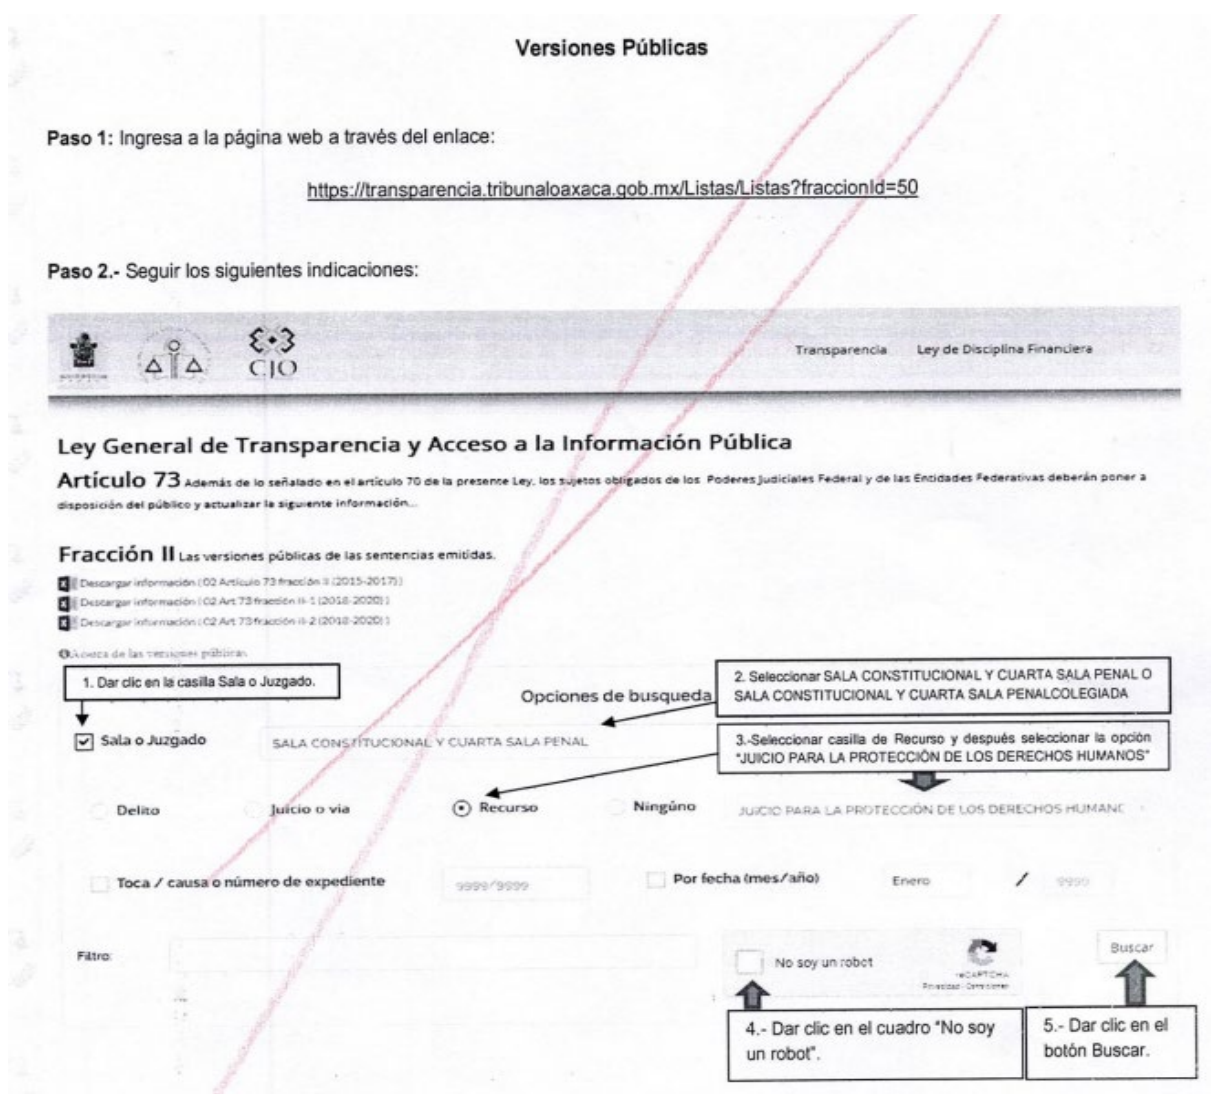 Versiones Públicas
Paso 1: Ingresa a la página web a través del enlace:
https://transparencia.tribunaloaxaca.gob.mx/Listas/Listas?fraccionId=50
Paso 2.- Seguir los siguientes indicaciones:
CJO
Transparencia Ley de Disciplina Financiera
Ley General de Transparencia y Acceso a la Información Pública
Artículo 73 Además de lo señalado en el artículo 70 de la presente Ley, los sujetos obligados de los Poderes Judiciales Federal y de las Entidades Federativas deberán poner a
disposición del público y actualizar la siguiente información...
Fracción II Las versiones públicas de las sentencias emitidas.
Descargar información (02 Artículo 73 fracción II (2015-2017))
Descargar información (02 Art 73 fracción II-1 (2018-2020))
Descargar información (02 Art 73 fracción II-2 (2018-2020))
Acerca de las versiones públicas
1. Dar clic en la casilla Sala o Juzgado.
Opciones de busqueda
2. Seleccionar SALA CONSTITUCIONAL Y CUARTA SALA PENAL O
SALA CONSTITUCIONAL Y CUARTA SALA PENALCOLEGIADA
Sala o Juzgado SALA CONSTITUCIONAL Y CUARTA SALA PENAL
3.-Seleccionar casilla de Recurso y después seleccionar la opción
"JUICIO PARA LA PROTECCIÓN DE LOS DERECHOS HUMANOS"
Delito Juicio o via Recurso Ningúno JUICIO PARA LA PROTECCIÓN DE LOS DERECHOS HUMANO
Toca / causa o número de expediente 9999/9999 Por fecha (mes/año) Enero / 9999
Filtro:
No soy un robot
reCAPTCHA
Privacidad - Condiciones
Buscar
4.- Dar clic en el cuadro "No soy
un robot".
5.- Dar clic en el
botón Buscar.